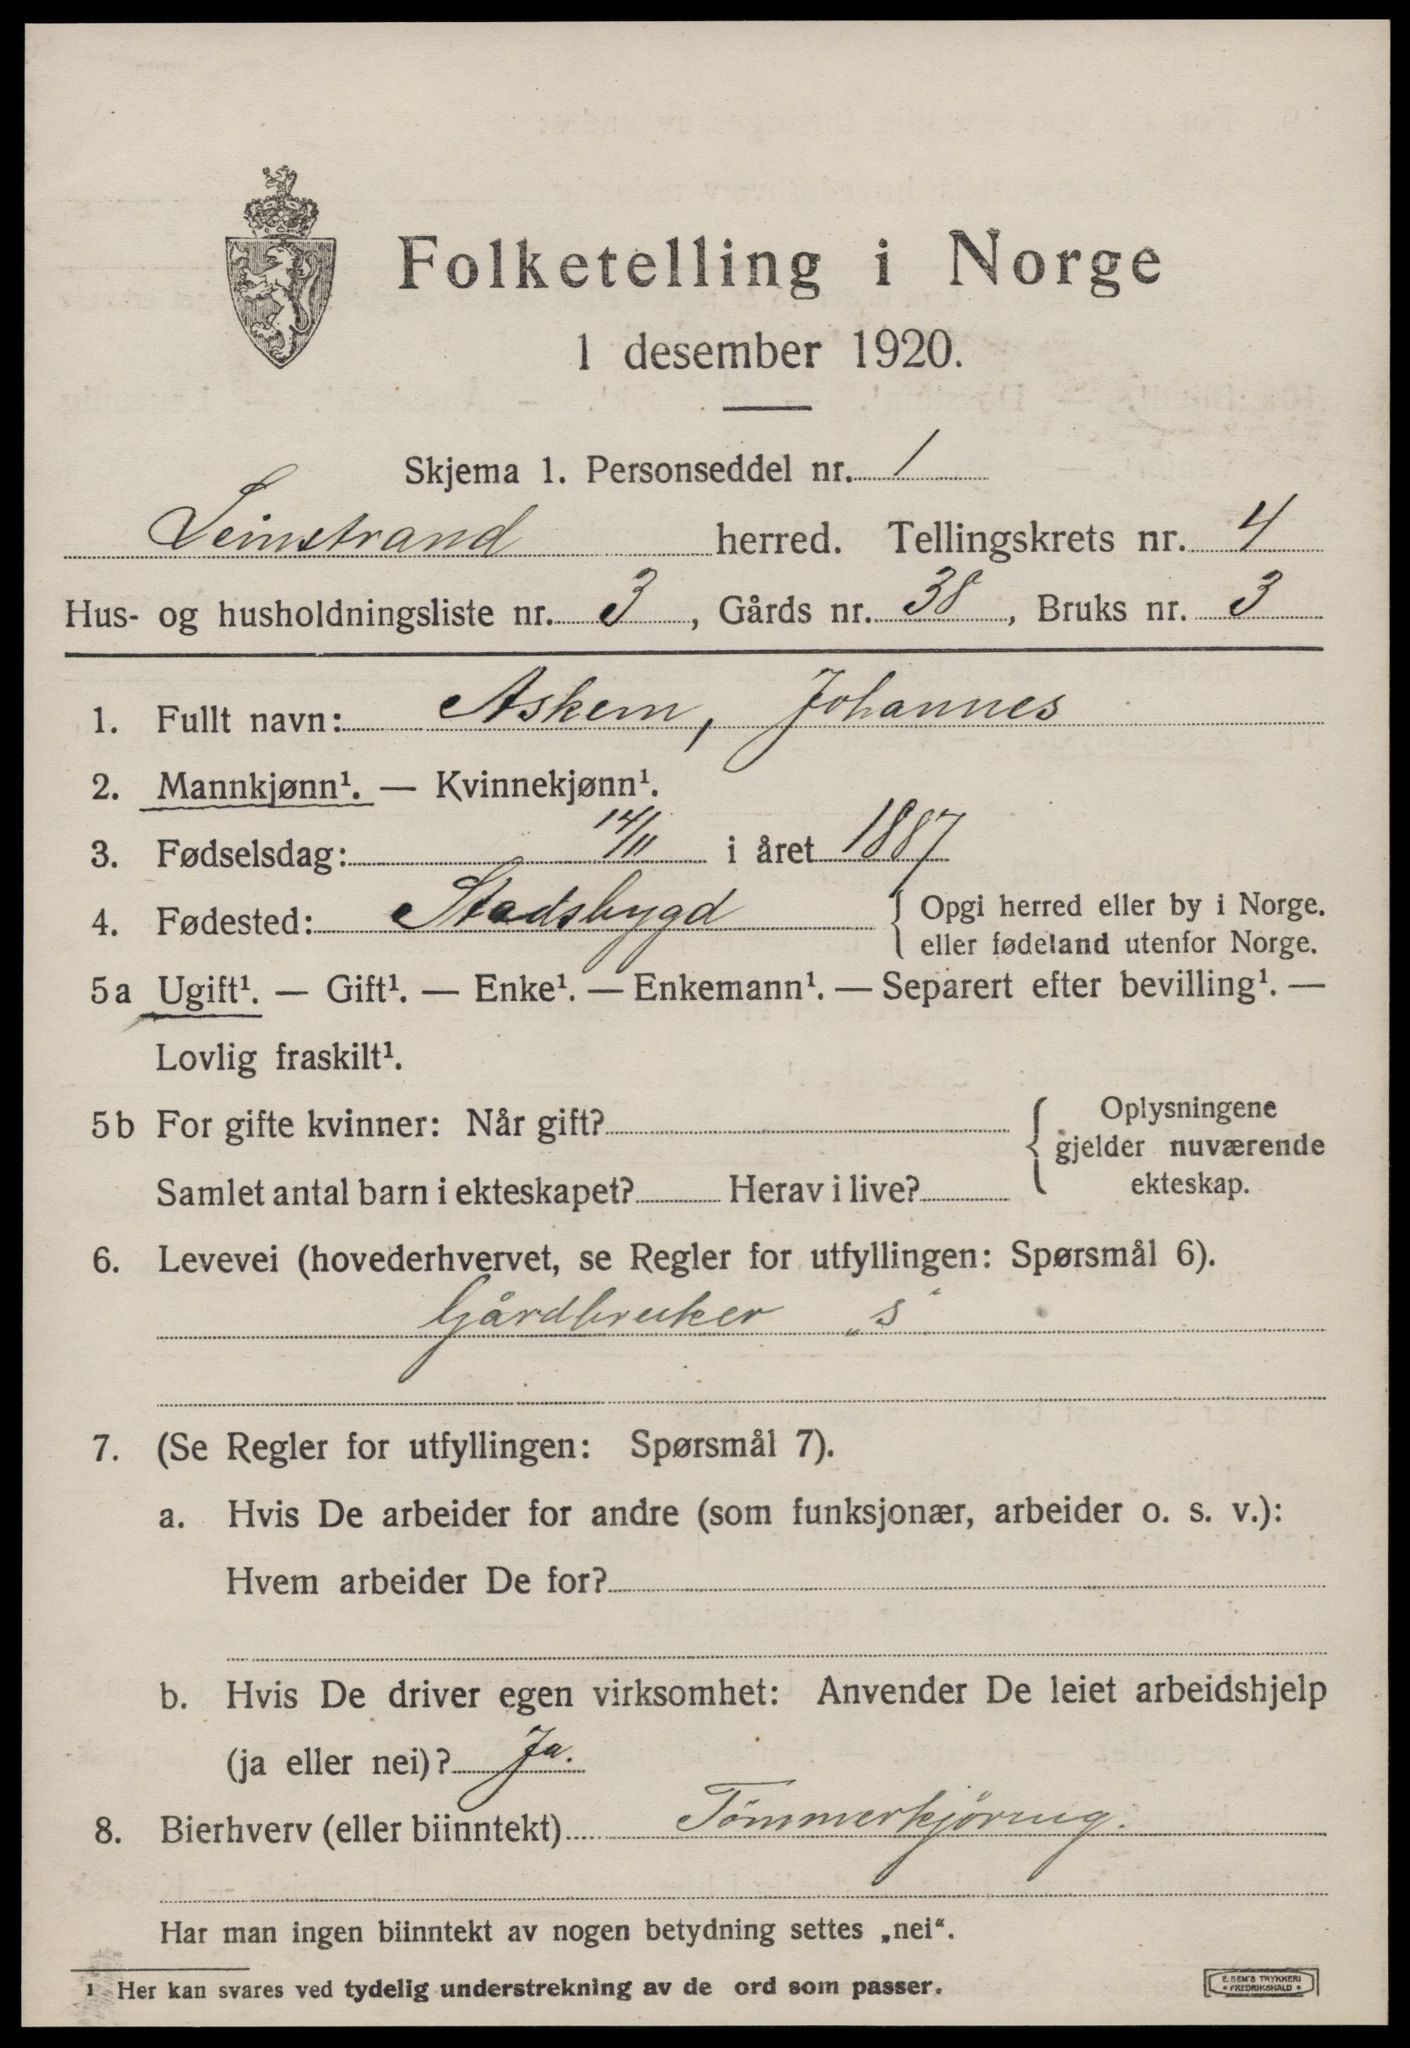 Folketelling i Norge
1 desember 1920.
Skjema 1. Personseddel nr. 1
Leinstrand herred. Tellingskrets nr. 4
Hus- og husholdningsliste nr. 3, Gårds nr. 38, Bruks nr. 3
1. Fullt navn: Askem, Johannes
2. Mannkjønn¹. — Kvinnekjønn¹.
3. Fødselsdag: 14/11 i året 1887
4. Fødested: Stadsbygd { Opgi herred eller by i Norge.
eller fødeland utenfor Norge.
5a Ugift¹. — Gift¹. — Enke¹. — Enkemann¹. — Separert efter bevilling¹. —
Lovlig fraskilt¹.
5b For gifte kvinner: Når gift? { Oplysningene
gjelder nuværende
Samlet antal barn i ekteskapet? Herav i live? ekteskap.
6. Levevei (hovederhvervet, se Regler for utfyllingen: Spørsmål 6).
Gårdbruker „s“
7. (Se Regler for utfyllingen: Spørsmål 7).
a. Hvis De arbeider for andre (som funksjonær, arbeider o. s. v.):
Hvem arbeider De for?
b. Hvis De driver egen virksomhet: Anvender De leiet arbeidshjelp
(ja eller nei)? Ja.
8. Bierhverv (eller biinntekt) Tömmerkjöring.
Har man ingen biinntekt av nogen betydning settes „nei“.
1 Her kan svares ved tydelig understrekning av de ord som passer.
E. SEM'S TRYKKERI
• FREDRIKSHALD •